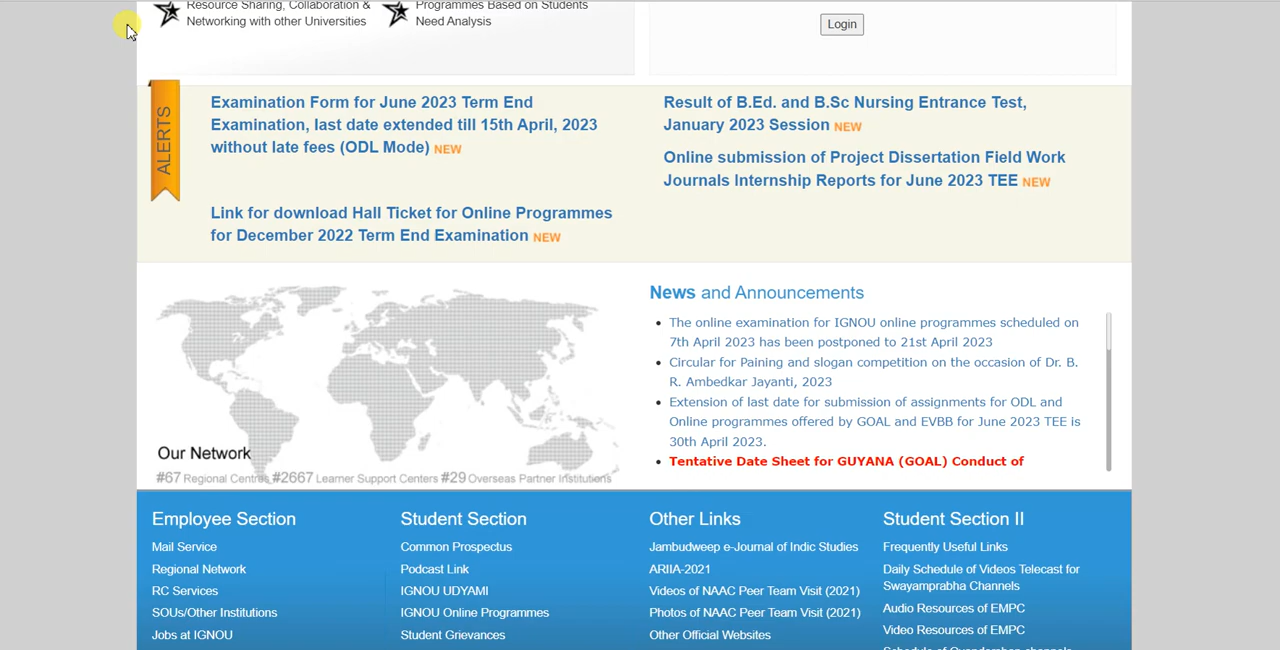 Resource Sharing, Collaboration &
Networking with other Universities
Programmes Based on Students
Need Analysis
Login
ALERTS
Examination Form for June 2023 Term End
Examination, last date extended till 15th April, 2023
without late fees (ODL Mode) NEW
Link for download Hall Ticket for Online Programmes
for December 2022 Term End Examination NEW
Result of B.Ed. and B.Sc Nursing Entrance Test,
January 2023 Session NEW
Online submission of Project Dissertation Field Work
Journals Internship Reports for June 2023 TEE NEW
Our Network
#67 Regional Centres #2667 Learner Support Centers #29 Overseas Partner Institutions
News and Announcements
The online examination for IGNOU online programmes scheduled on
7th April 2023 has been postponed to 21st April 2023
Circular for Paining and slogan competition on the occasion of Dr. B.
R. Ambedkar Jayanti, 2023
Extension of last date for submission of assignments for ODL and
Online programmes offered by GOAL and EVBB for June 2023 TEE is
30th April 2023.
Tentative Date Sheet for GUYANA (GOAL) Conduct of
Employee Section
Mail Service
Regional Network
RC Services
SOUs/Other Institutions
Jobs at IGNOU
Student Section
Common Prospectus
Podcast Link
IGNOU UDYAMI
IGNOU Online Programmes
Student Grievances
Other Links
Jambudweep e-Journal of Indic Studies
ARIIA-2021
Videos of NAAC Peer Team Visit (2021)
Photos of NAAC Peer Team Visit (2021)
Other Official Websites
Student Section II
Frequently Useful Links
Daily Schedule of Videos Telecast for
Swayamprabha Channels
Audio Resources of EMPC
Video Resources of EMPC